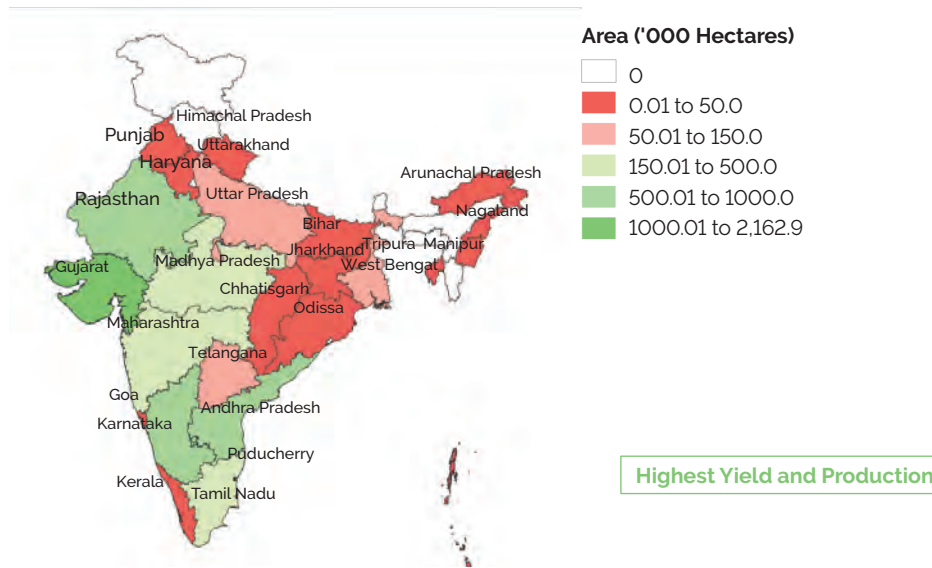 Area ('000 Hectares)
0
0.01 to 50.0
50.01 to 150.0
150.01 to 500.0
500.01 to 1000.0
1000.01 to 2,162.9
Himachal Pradesh
Punjab
Uttarakhand
Haryana
Arunachal Pradesh
Rajasthan
Uttar Pradesh
Nagaland
Bihar
Jharkhand
Tripura
Manipur
Madhya Pradesh
West Bengal
Gujarat
Chhatisgarh
Odissa
Maharashtra
Telangana
Goa
Andhra Pradesh
Karnataka
Puducherry
Kerala
Tamil Nadu
Highest Yield and Production